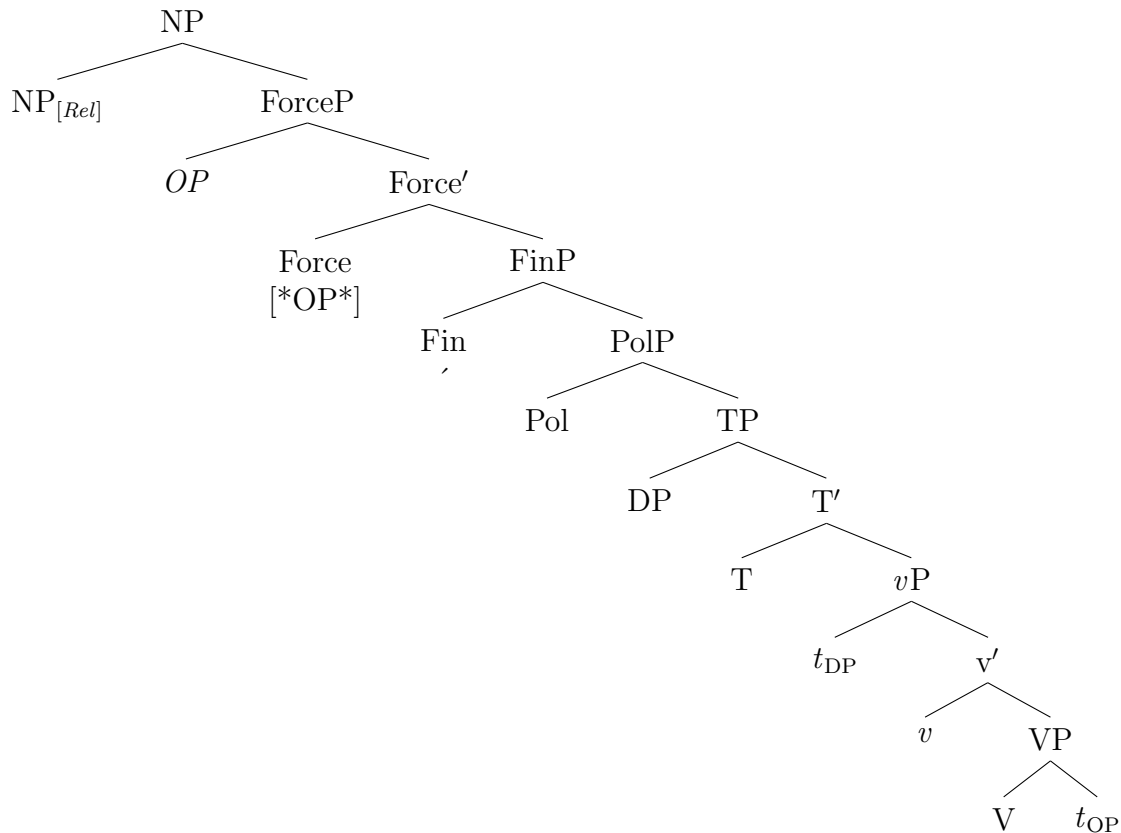 NP
NP[Rel] ForceP
OP Force′
Force FinP
[*OP*]
Fin PolP
ˊ
Pol TP
DP T′
T vP
tDP v′
v VP
V tOP